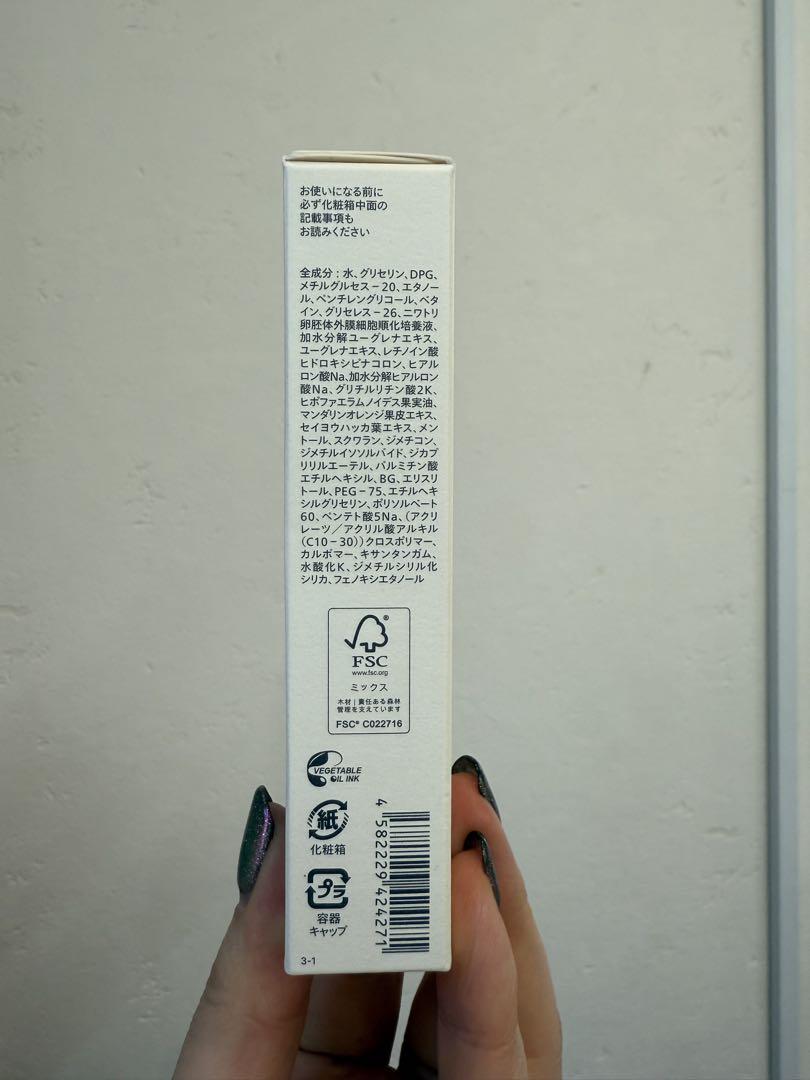 お使いになる前に
必ず化粧箱中面の
記載事項も
お読みください
全成分：水、グリセリン、DPG、
メチルグルセス－20、エタノー
ル、ペンチレングリコール、ベタ
イン、グリセレス－26、ニワトリ
卵胚体外膜細胞順化培養液、
加水分解ユーグレナエキス、
ユーグレナエキス、レチノイン酸
ヒドロキシピナコロン、ヒアル
ロン酸Na、加水分解ヒアルロン
酸Na、グリチルリチン酸2K、
ヒポファエラムノイデス果実油、
マンダリンオレンジ果皮エキス、
セイヨウハッカ葉エキス、メン
トール、スクワラン、ジメチコン、
ジメチルイソソルバイド、ジカプ
リリルエーテル、パルミチン酸
エチルヘキシル、BG、エリスリ
トール、PEG－75、エチルヘキ
シルグリセリン、ポリソルベート
60、ペンテト酸5Na、（アクリ
レーツ／アクリル酸アルキル
（C10－30））クロスポリマー、
カルボマー、キサンタンガム、
水酸化K、ジメチルシリル化
シリカ、フェノキシエタノール
®
FSC
www.fsc.org
ミックス
木材｜責任ある森林
管理を支えています
FSC® C022716
VEGETABLE
OIL INK
紙
化粧箱
プラ
容器
キャップ
4 582229 424271
3-1